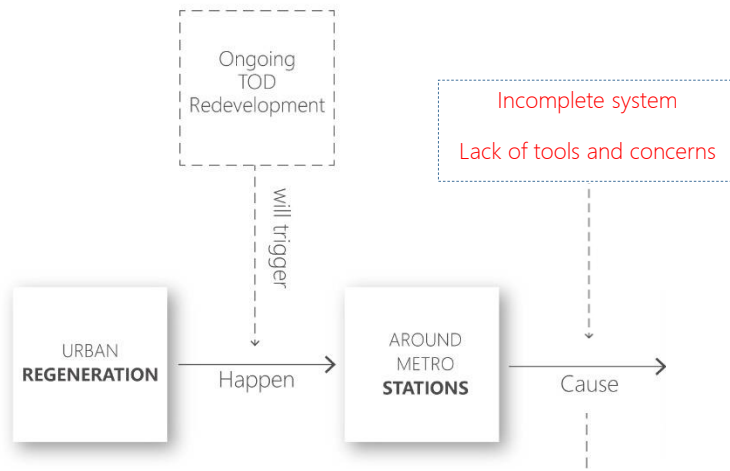 Ongoing
TOD
Redevelopment
Incomplete system
Lack of tools and concerns
will trigger
URBAN
REGENERATION
Happen
AROUND
METRO
STATIONS
Cause